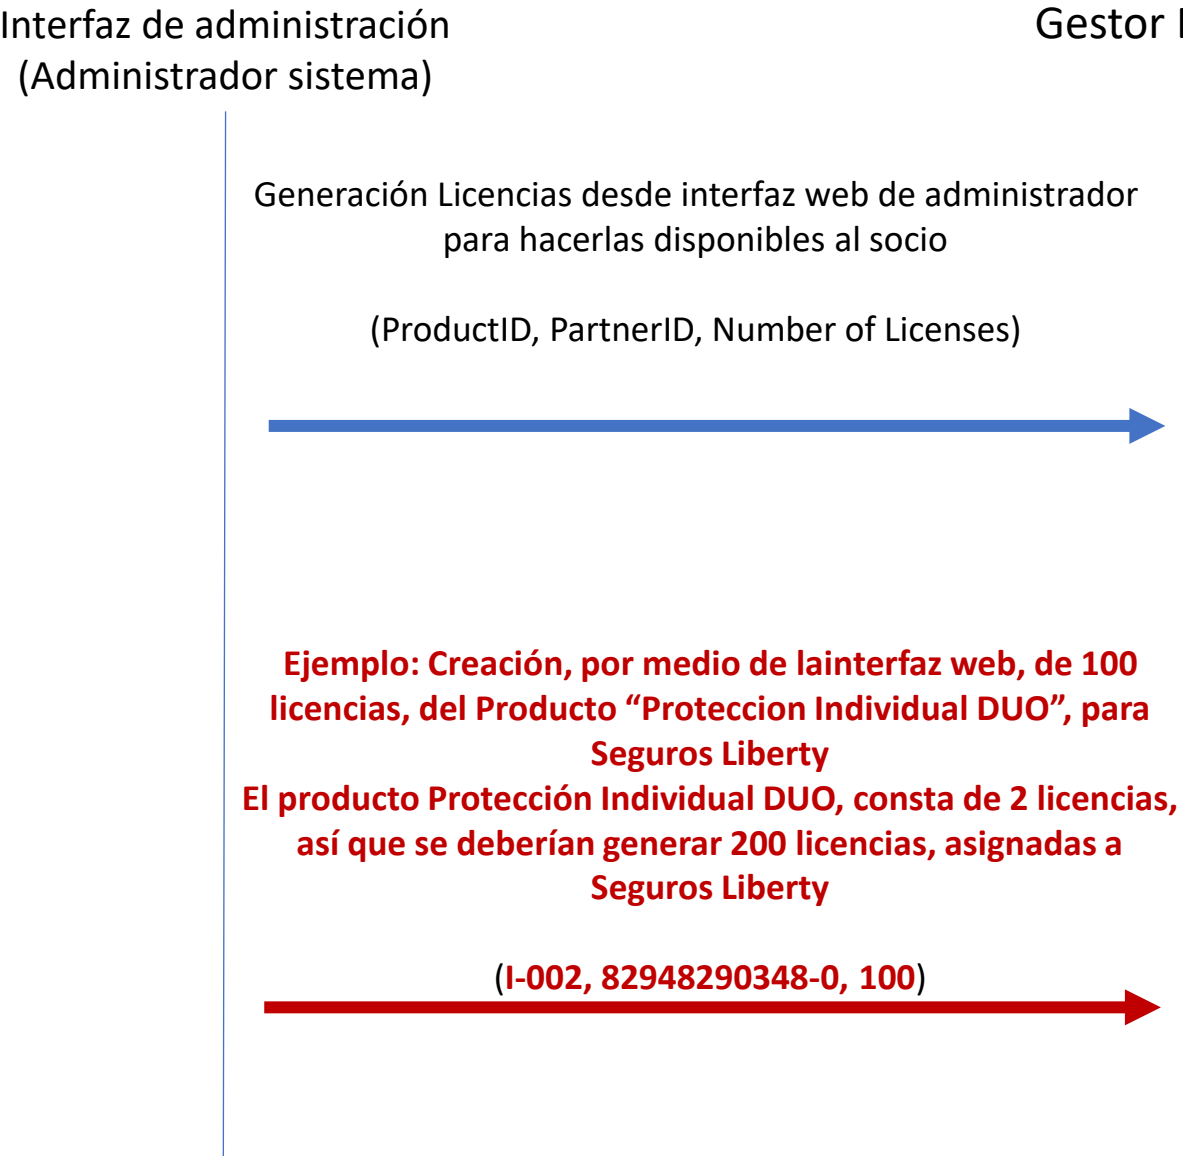 Interfaz de administración
(Administrador sistema)
Gestor
Generación Licencias desde interfaz web de administrador
para hacerlas disponibles al socio
(ProductID, PartnerID, Number of Licenses)
Ejemplo: Creación, por medio de lainterfaz web, de 100
licencias, del Producto “Proteccion Individual DUO”, para
Seguros Liberty
El producto Protección Individual DUO, consta de 2 licencias,
así que se deberían generar 200 licencias, asignadas a
Seguros Liberty
(I-002, 82948290348-0, 100)